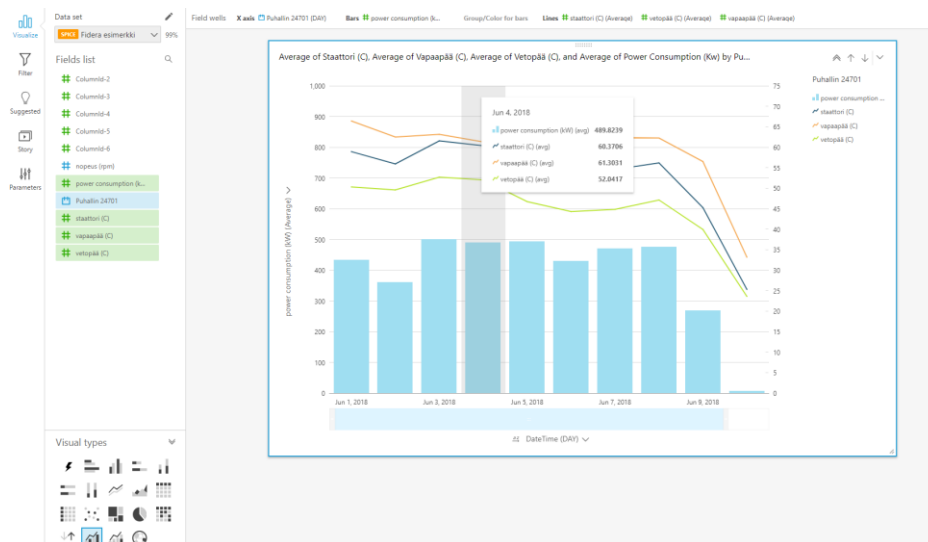 Data set
Field wells
X axis
Puhallin 24701 (DAY)
Bars
power consumption (k...
Group/Color for bars
Lines
staattori (C) (Average)
vetopää (C) (Average)
vapaapää (C) (Average)
Visualize
SPICE
Fidera esimerkki
99%
Fields list
Filter
Suggested
Story
Parameters
ColumnId-2
ColumnId-3
ColumnId-4
ColumnId-5
ColumnId-6
nopeus (rpm)
power consumption (k...
Puhallin 24701
staattori (C)
vapaapää (C)
vetopää (C)
Visual types
Average of Staattori (C), Average of Vapaapää (C), Average of Vetopää (C), and Average of Power Consumption (Kw) by Pu...
power consumption (kW) (Average)
1,000
900
800
700
600
500
400
300
200
100
0
Jun 4, 2018
power consumption (kW) (avg) 489.8239
staattori (C) (avg) 60.3706
vapaapää (C) (avg) 61.3031
vetopää (C) (avg) 52.0417
75
70
65
60
55
50
45
40
35
30
25
20
15
10
5
0
Jun 1, 2018
Jun 3, 2018
Jun 5, 2018
Jun 7, 2018
Jun 9, 2018
DateTime (DAY)
Puhallin 24701
power consumption ...
staattori (C)
vapaapää (C)
vetopää (C)